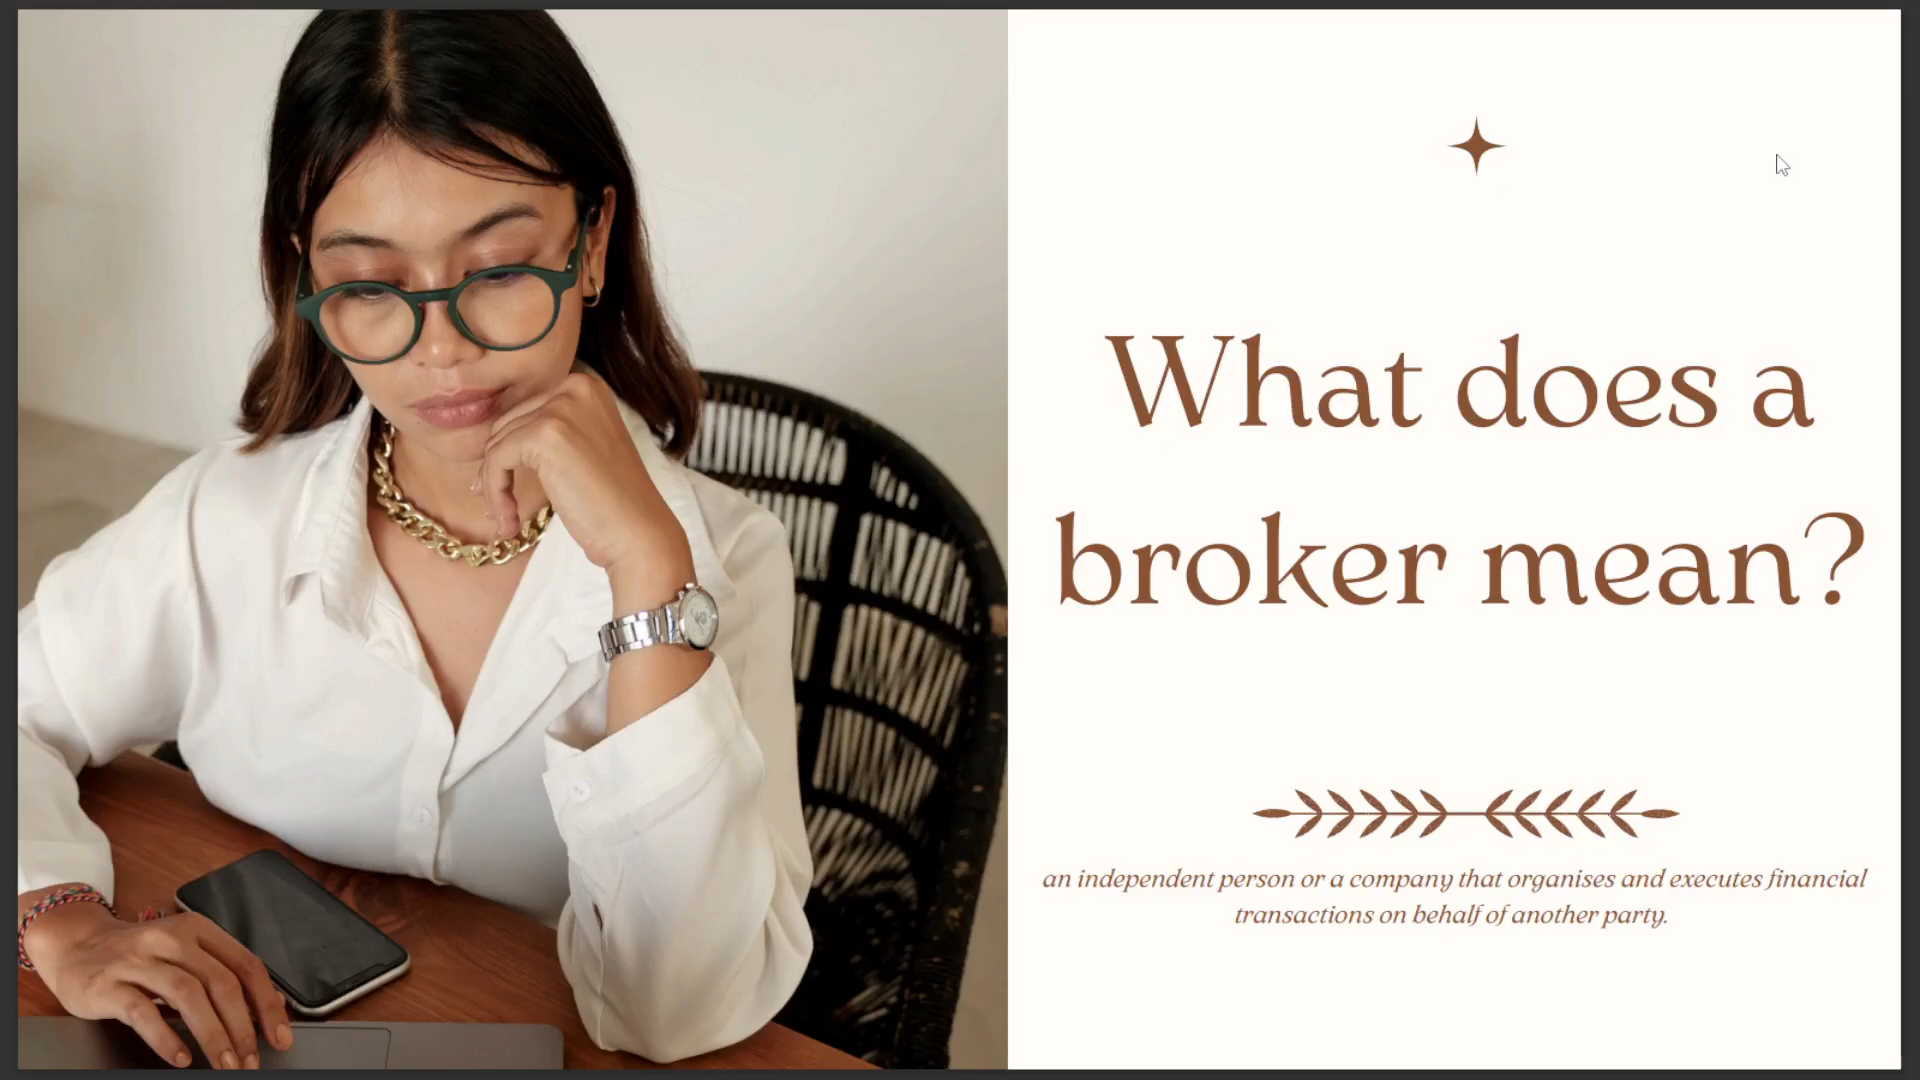 What does a
broker mean?
an independent person or a company that organises and executes financial
transactions on behalf of another party.